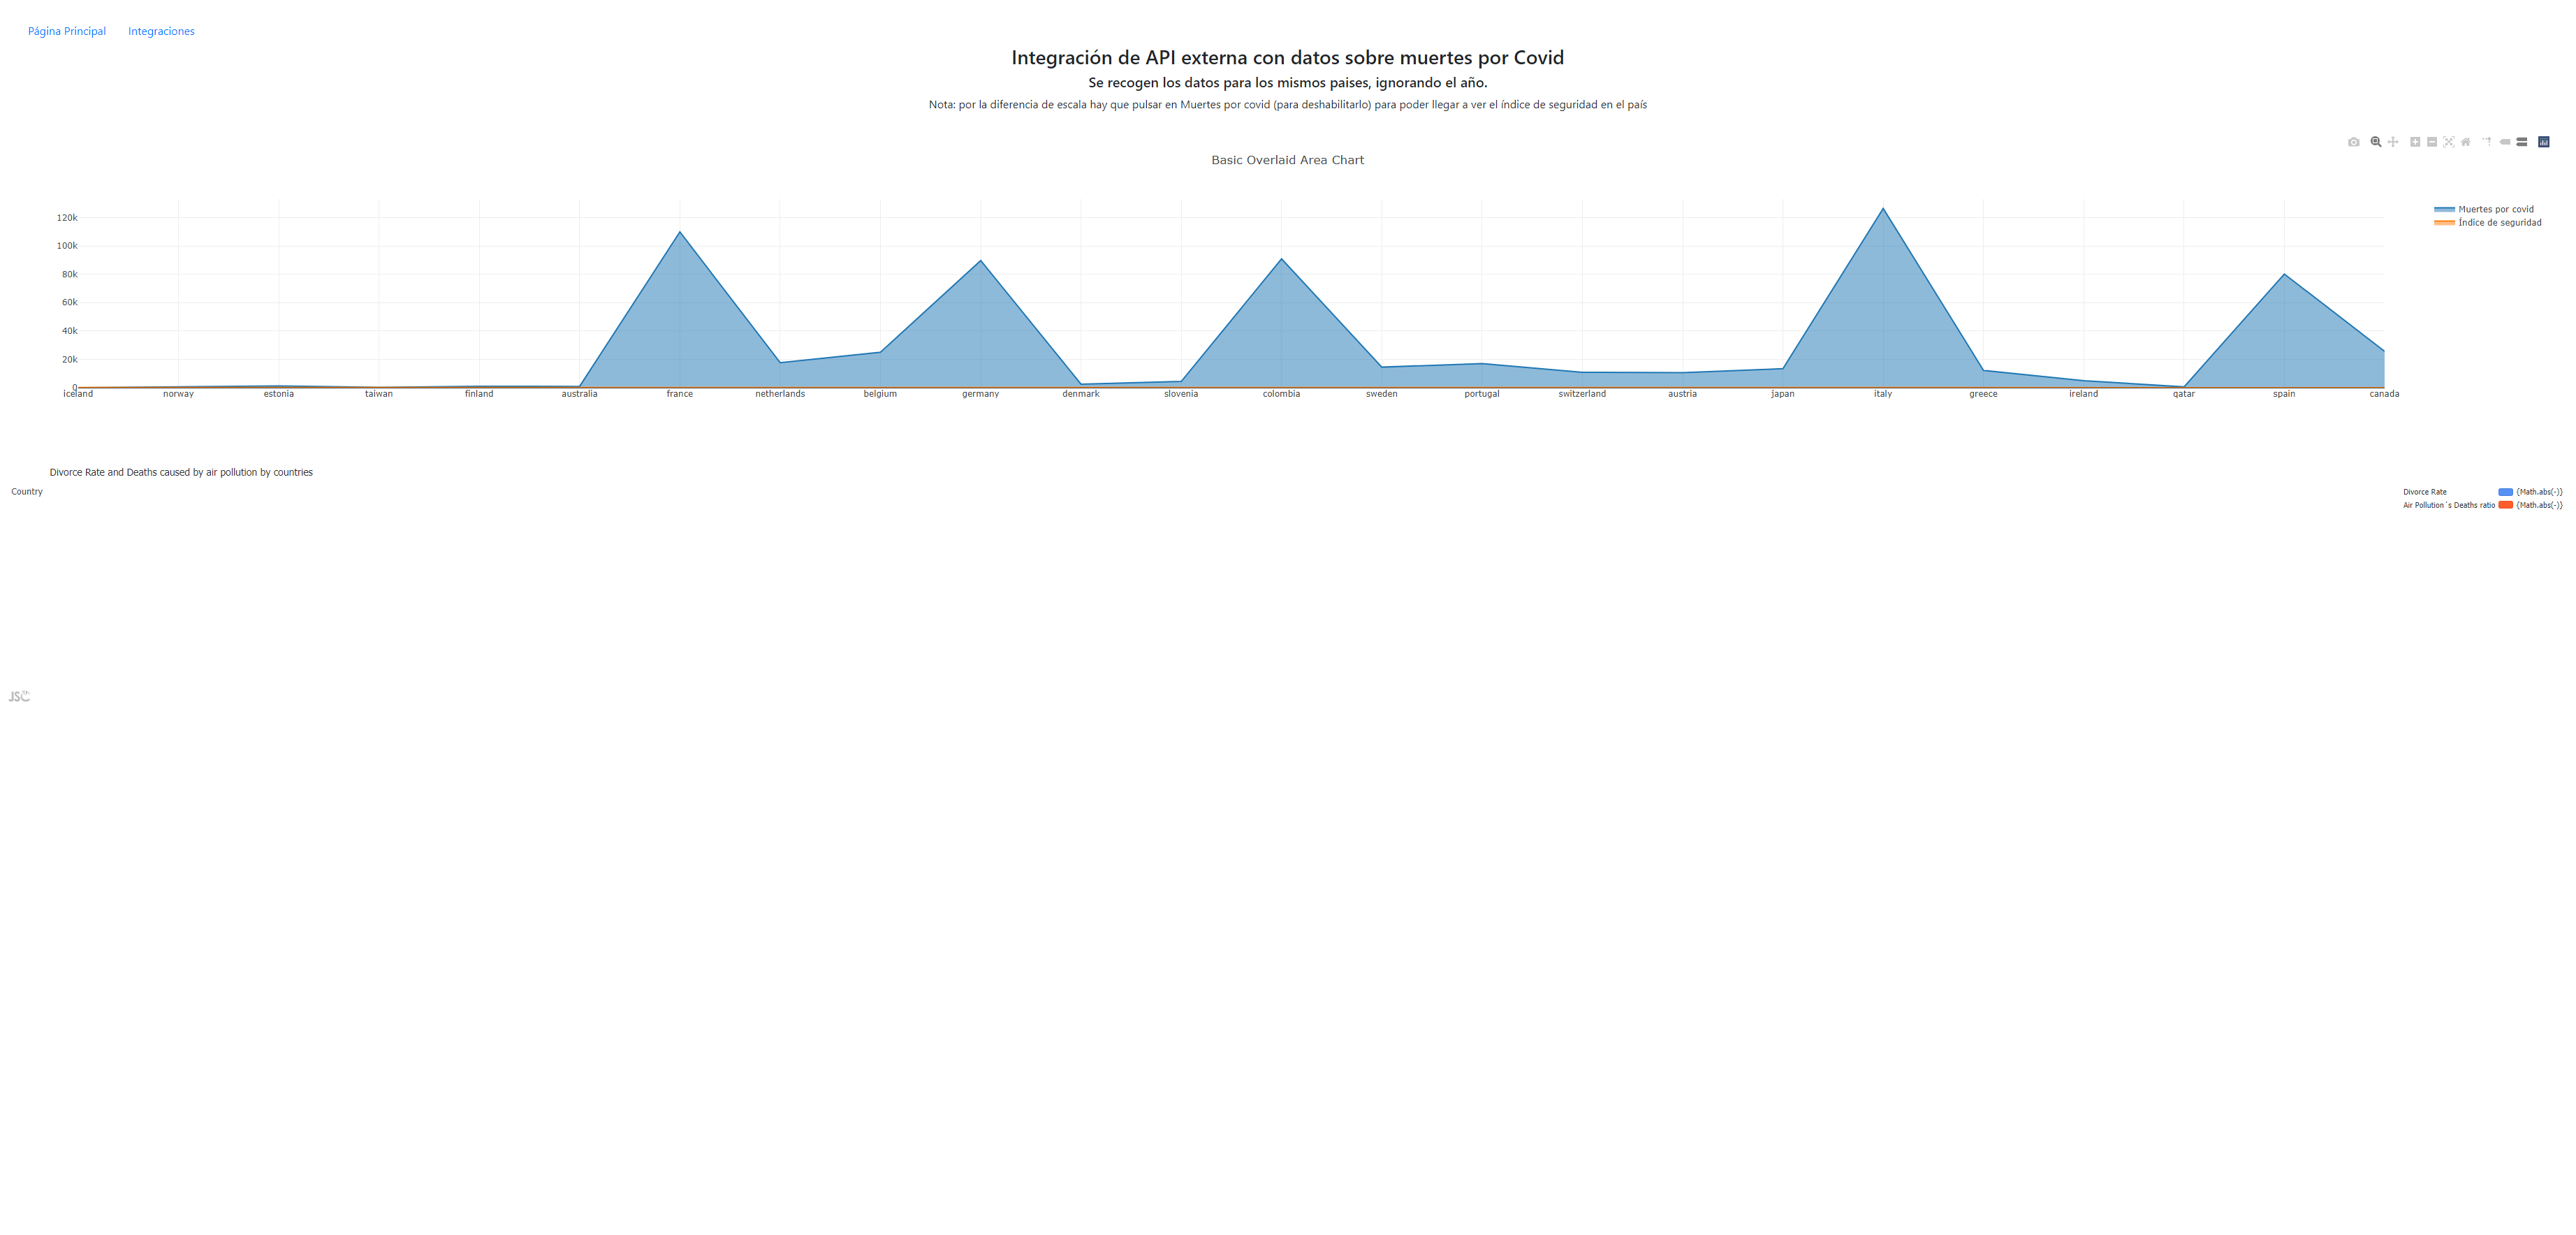 Página Principal Integraciones
Integración de API externa con datos sobre muertes por Covid
Se recogen los datos para los mismos paises, ignorando el año.
Nota: por la diferencia de escala hay que pulsar en Muertes por covid (para deshabilitarlo) para poder llegar a ver el índice de seguridad en el país
Basic Overlaid Area Chart
Muertes por covid
Índice de seguridad
120k
100k
80k
60k
40k
20k
0
iceland norway estonia taiwan finland australia france netherlands belgium germany denmark slovenia colombia sweden portugal switzerland austria japan italy greece ireland qatar spain canada
Divorce Rate and Deaths caused by air pollution by countries
Country
Divorce Rate {Math.abs(-)}
Air Pollution´s Deaths ratio {Math.abs(-)}
JSC